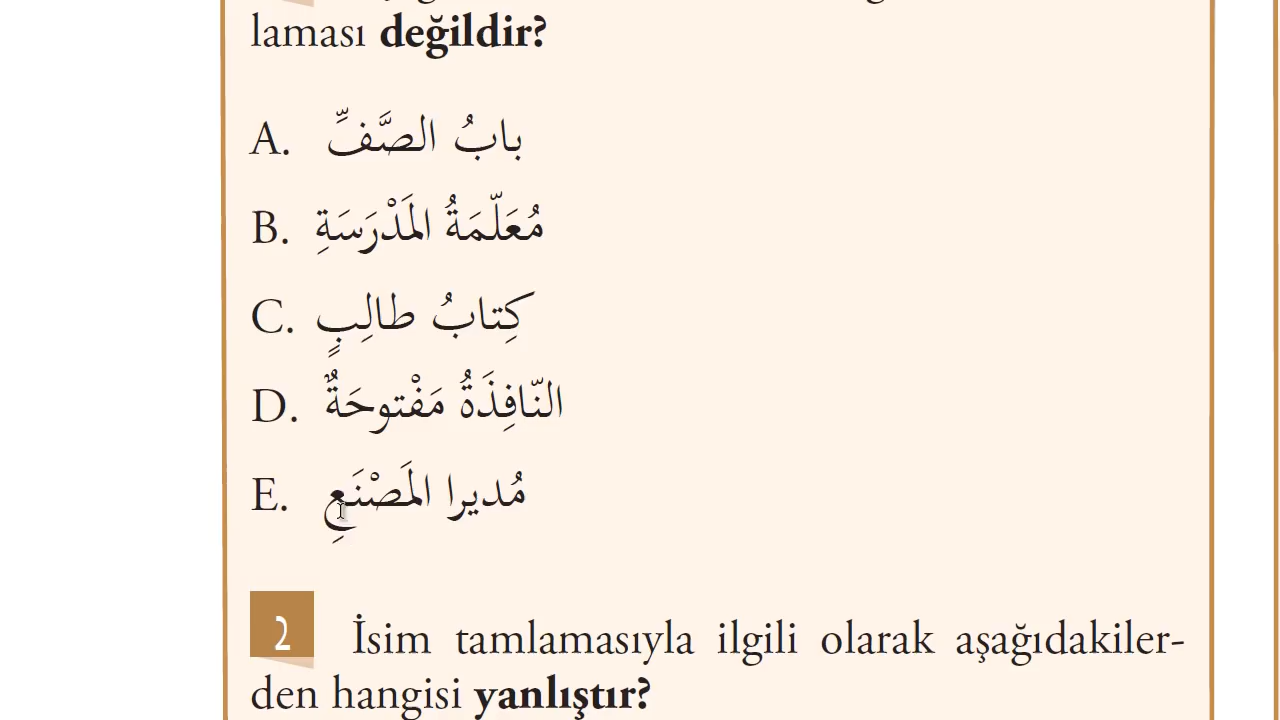 laması değildir?
A. بابُ الصَّفِّ
B. مُعَلّمَةُ المَدْرَسَةِ
C. كِتابُ طالِبٍ
D. النّافِذَةُ مَفْتوحَةٌ
E. مُديرا المَصْنَعِ
2 İsim tamlamasıyla ilgili olarak aşağıdakiler-
den hangisi yanlıştır?